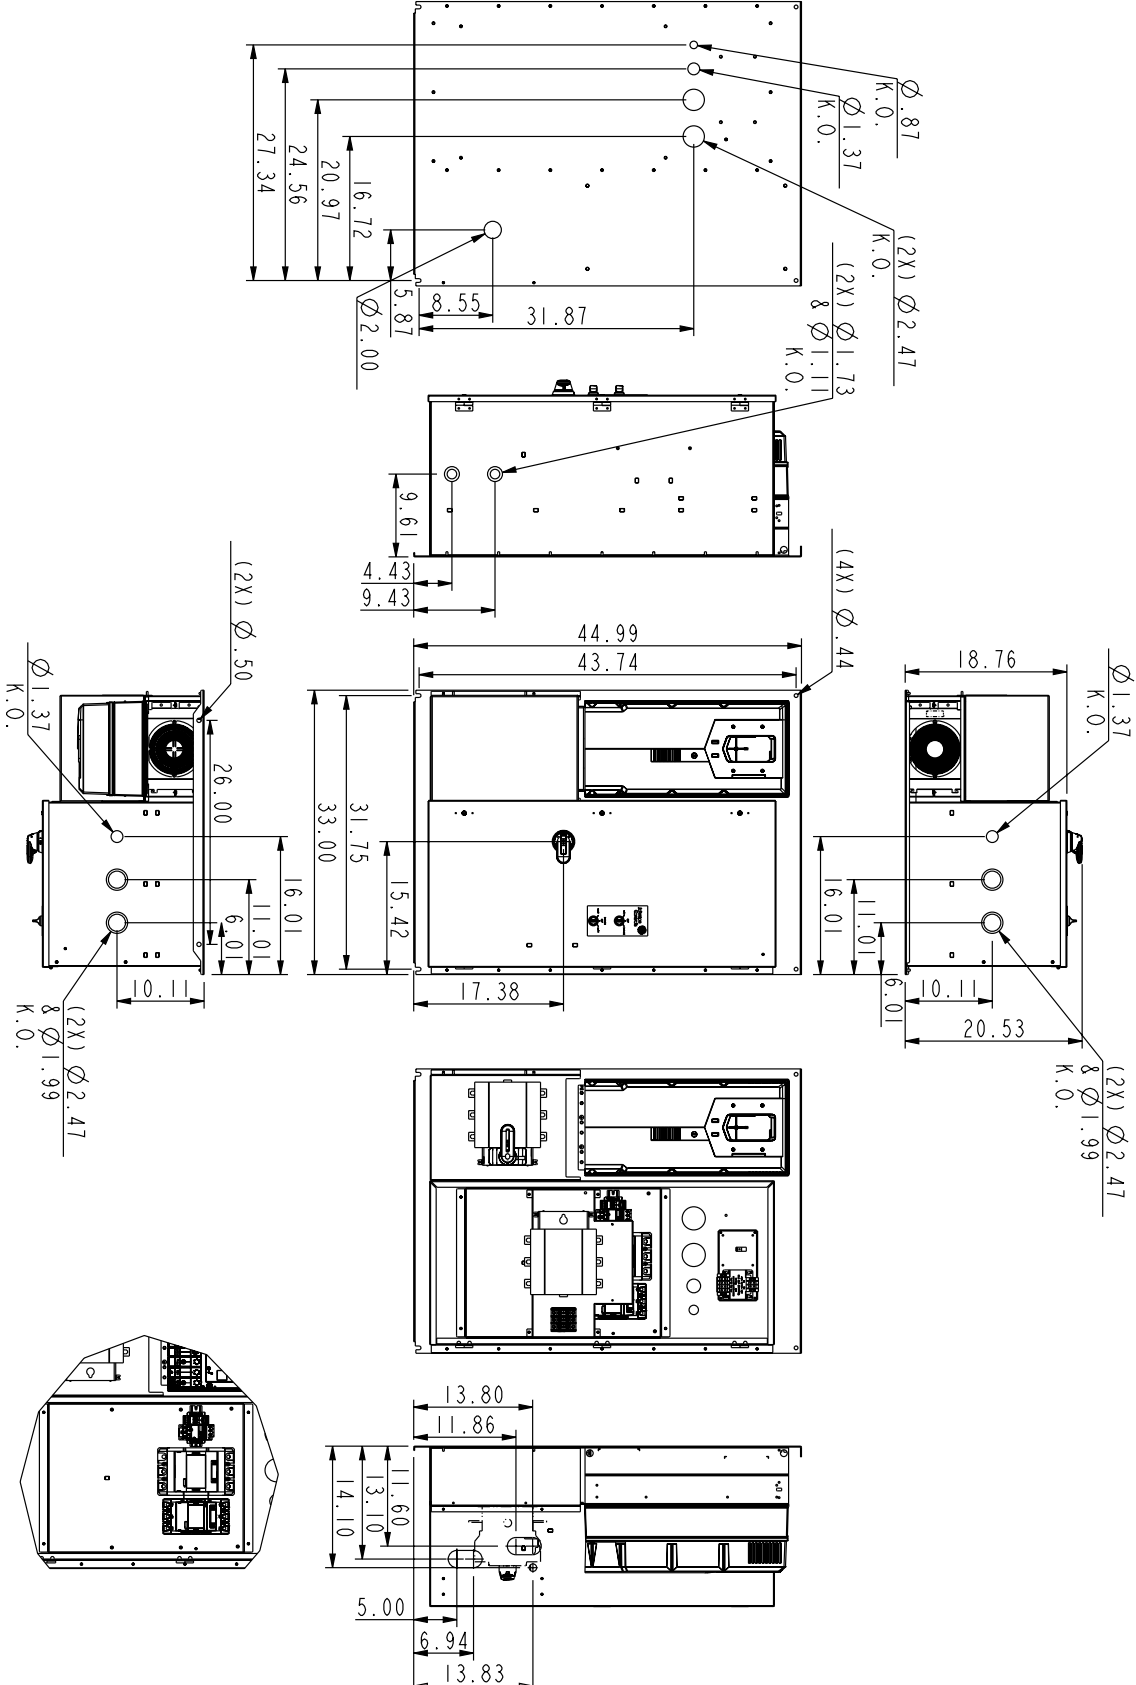 Ø.87
K.O.
Ø1.37
K.O.
(2X) Ø2.47
K.O.
27.34
24.56
20.97
16.72
5.87
8.55
31.87
Ø2.00
(2X) Ø1.73
& Ø1.11
K.O.
9.61
4.43
9.43
(4X) Ø.44
44.99
43.74
33.00
31.75
15.42
17.38
(2X) Ø.50
Ø1.37
K.O.
26.00
16.01
11.01
6.01
10.11
(2X) Ø2.47
& Ø1.99
K.O.
18.76
Ø1.37
K.O.
16.01
11.01
6.01
10.11
20.53
(2X) Ø2.47
& Ø1.99
K.O.
13.80
11.86
11.60
13.10
14.10
5.00
6.94
13.83